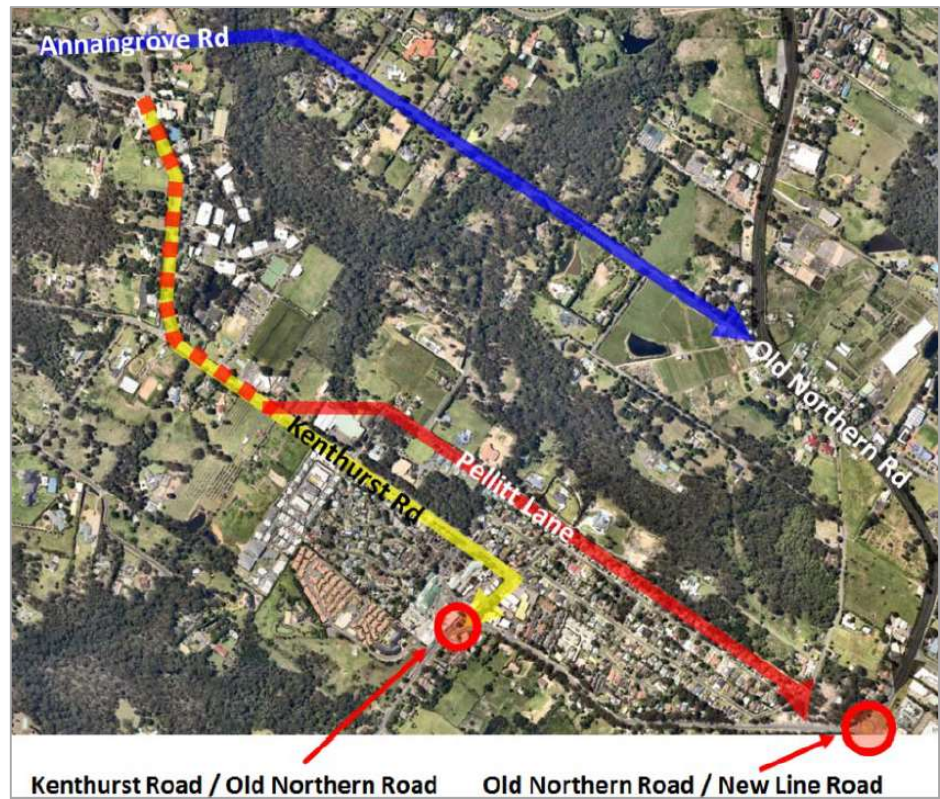 Annangrove Rd
Old Northern Rd
Kenthurst Rd
Pellitt Lane
Kenthurst Road / Old Northern Road
Old Northern Road / New Line Road